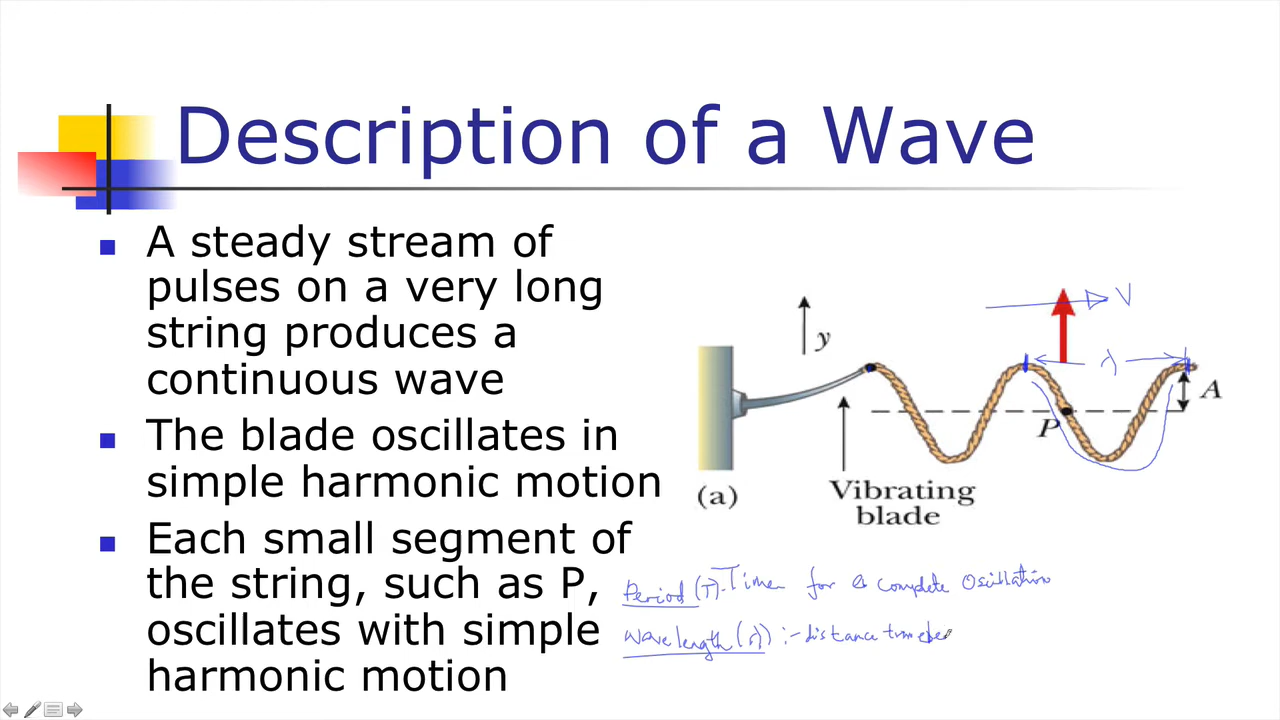 Description of a Wave
A steady stream of
pulses on a very long
string produces a
continuous wave
The blade oscillates in
simple harmonic motion
Each small segment of
the string, such as P,
oscillates with simple
harmonic motion
V
y
λ
A
P
(a)
Vibrating
blade
Period (T)- Time for a complete Oscillation
Wavelength (λ) :- distance